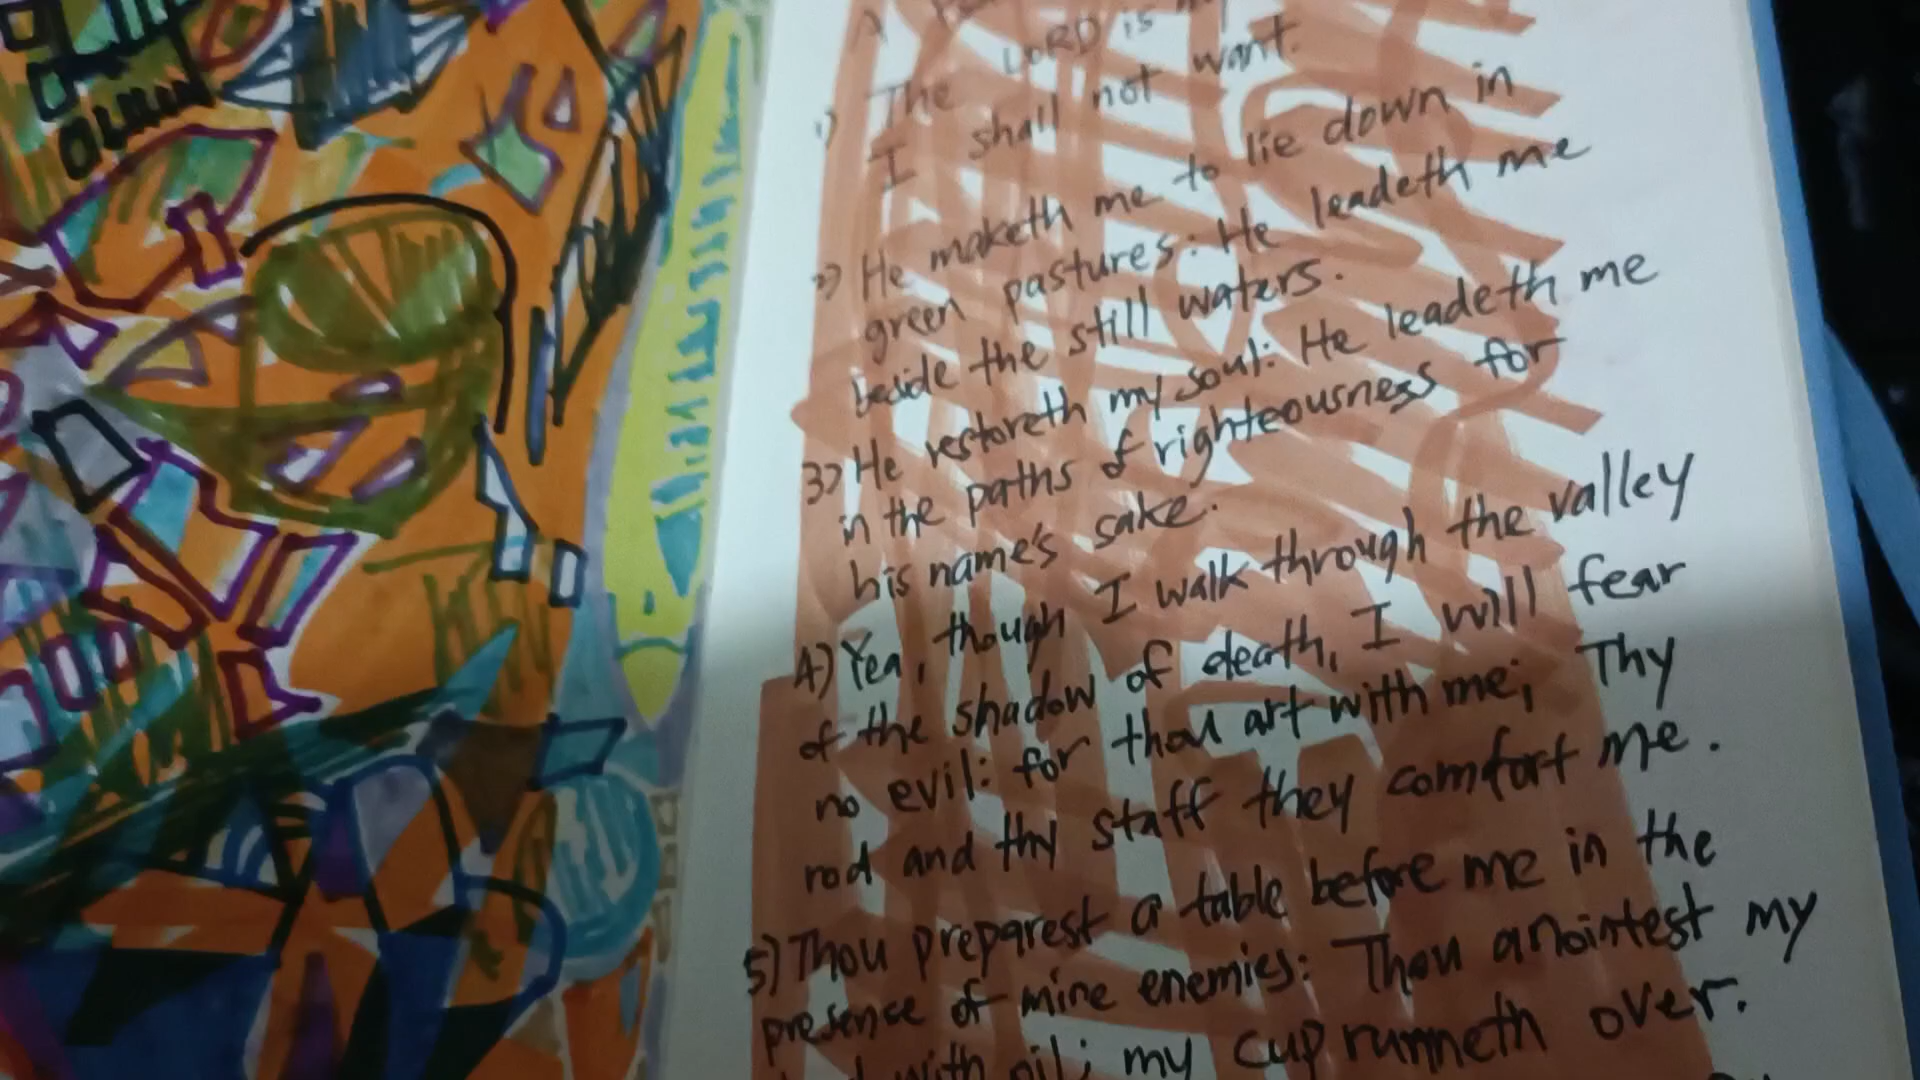 LORD is
1) The
I shall not want.
2) He maketh me to lie down in
green pastures: He leadeth me
beside the still waters.
3) He restoreth my soul: He leadeth me
in the paths of righteousness for
his name's sake.
4) Yea, though I walk through the valley
of the shadow of death, I will fear
no evil: for thou art with me; Thy
rod and thy staff they comfort me.
5) Thou preparest a table before me in the
presence of mine enemies: Thou anointest my
with oil; my cup runneth over.